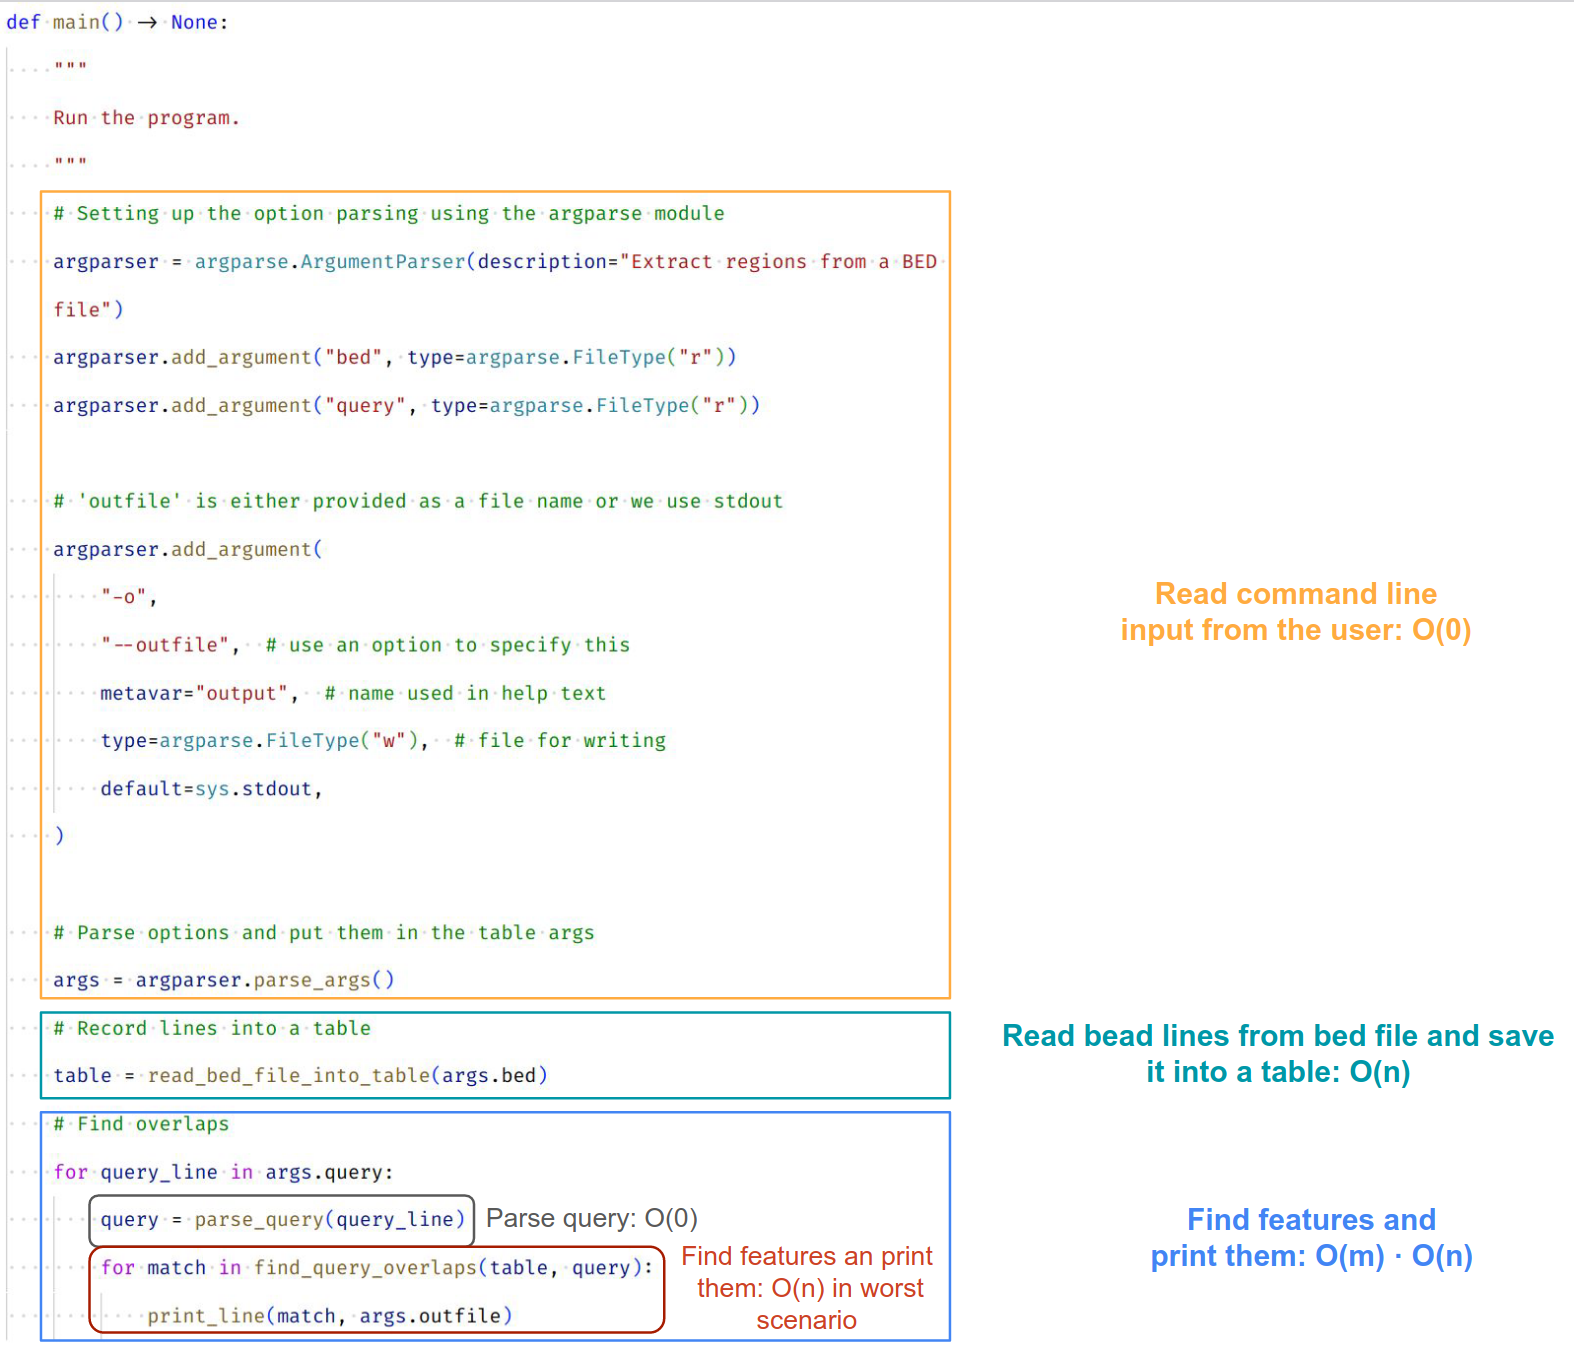 def main() → None:
"""
Run the program.
"""
# Setting up the option parsing using the argparse module
argparser = argparse.ArgumentParser(description="Extract regions from a BED
file")
argparser.add_argument("bed", type=argparse.FileType("r"))
argparser.add_argument("query", type=argparse.FileType("r"))
# 'outfile' is either provided as a file name or we use stdout
argparser.add_argument(
"-o",
"--outfile", # use an option to specify this
metavar="output", # name used in help text
type=argparse.FileType("w"), # file for writing
default=sys.stdout,
)
# Parse options and put them in the table args
args = argparser.parse_args()
Read command line
input from the user: O(0)
# Record lines into a table
table = read_bed_file_into_table(args.bed)
Read bead lines from bed file and save
it into a table: O(n)
# Find overlaps
for query_line in args.query:
query = parse_query(query_line)
Parse query: O(0)
for match in find_query_overlaps(table, query):
print_line(match, args.outfile)
Find features an print
them: O(n) in worst
scenario
Find features and
print them: O(m) · O(n)